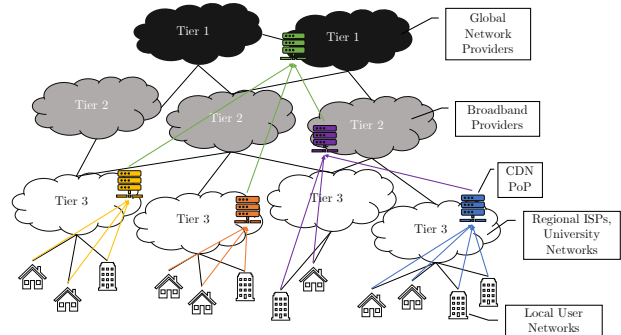 Tier 1
Tier 1
Global
Network
Providers
Tier 2
Tier 2
Tier 2
Broadband
Providers
CDN
PoP
Tier 3
Tier 3
Tier 3
Tier 3
Regional ISPs,
University
Networks
Local User
Networks